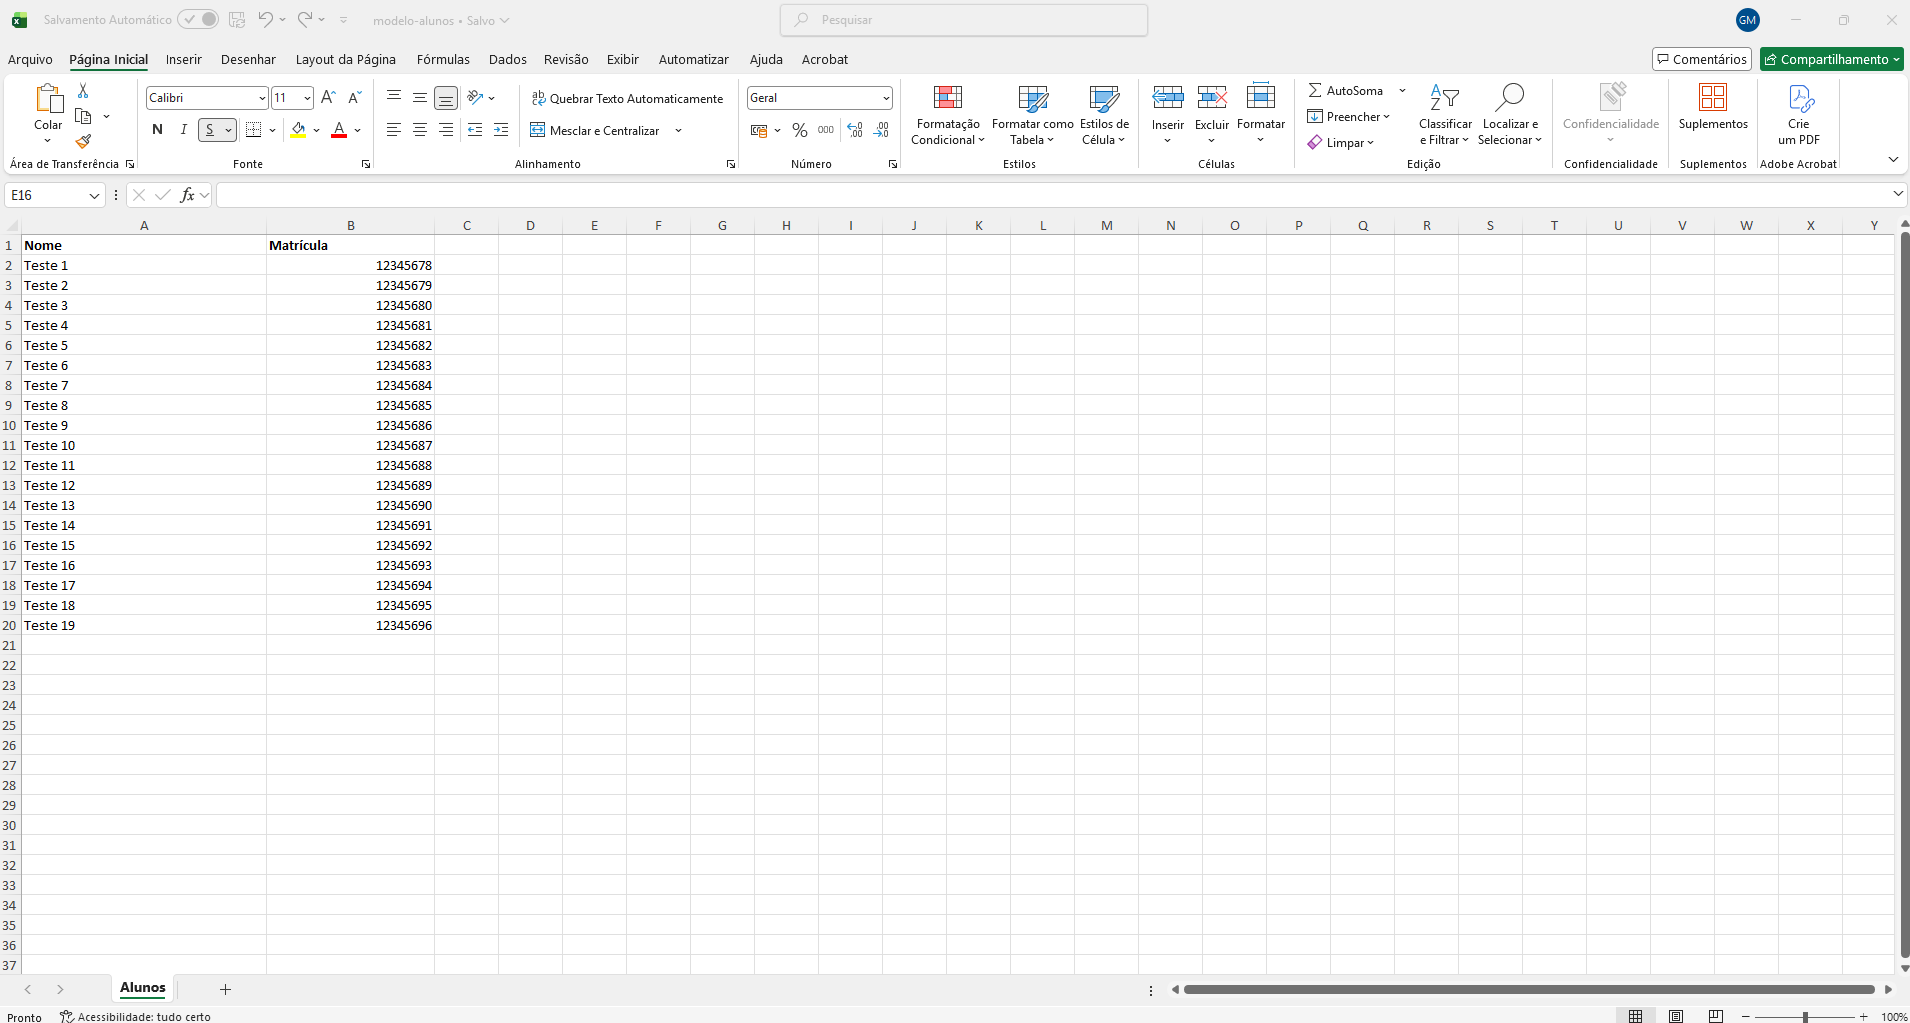 Salvamento Automático
modelo-alunos • Salvo
Pesquisar
GM
Arquivo Página Inicial Inserir Desenhar Layout da Página Fórmulas Dados Revisão Exibir Automatizar Ajuda Acrobat
Comentários
Compartilhamento
Colar
Área de Transferência
Calibri 11
N I S
Fonte
Quebrar Texto Automaticamente
Mesclar e Centralizar
Alinhamento
Geral
% 000
Número
Formatação Condicional
Formatar como Tabela
Estilos de Célula
Estilos
Inserir
Excluir
Formatar
Células
AutoSoma
Preencher
Limpar
Classificar e Filtrar
Localizar e Selecionar
Edição
Confidencialidade
Confidencialidade
Suplementos
Suplementos
Crie um PDF
Adobe Acrobat
E16
fx
A B C D E F G H I J K L M N O P Q R S T U V W X Y
1 Nome Matrícula
2 Teste 1 12345678
3 Teste 2 12345679
4 Teste 3 12345680
5 Teste 4 12345681
6 Teste 5 12345682
7 Teste 6 12345683
8 Teste 7 12345684
9 Teste 8 12345685
10 Teste 9 12345686
11 Teste 10 12345687
12 Teste 11 12345688
13 Teste 12 12345689
14 Teste 13 12345690
15 Teste 14 12345691
16 Teste 15 12345692
17 Teste 16 12345693
18 Teste 17 12345694
19 Teste 18 12345695
20 Teste 19 12345696
21
22
23
24
25
26
27
28
29
30
31
32
33
34
35
36
37
Alunos
Pronto
Acessibilidade: tudo certo
100%